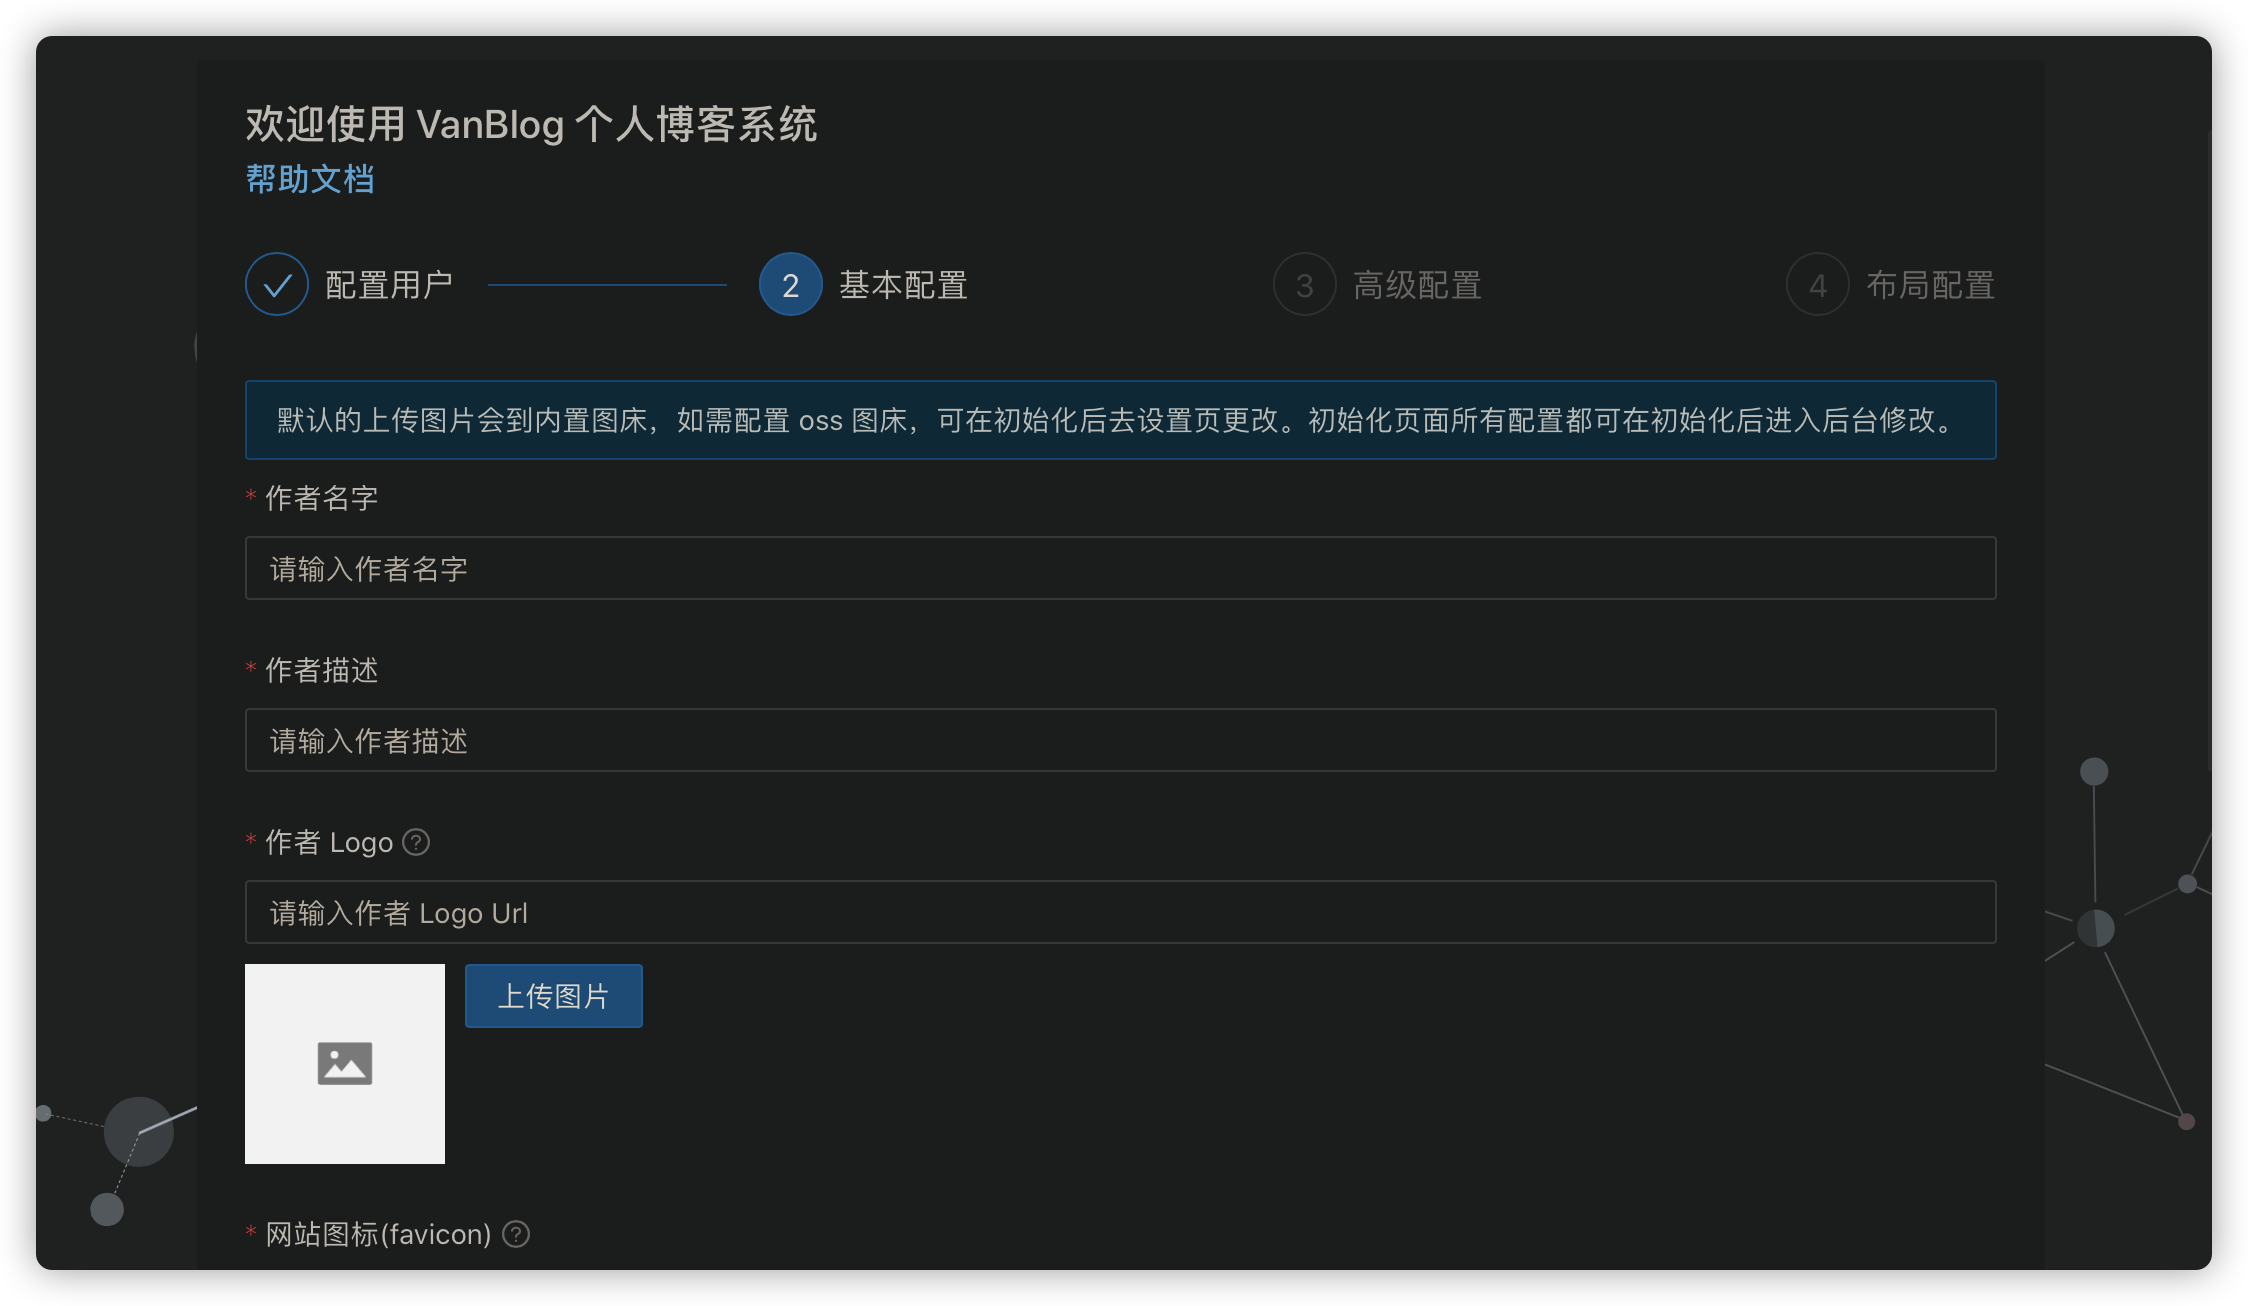 欢迎使用 VanBlog 个人博客系统
帮助文档
配置用户
2 基本配置
3 高级配置
4 布局配置
默认的上传图片会到内置图床，如需配置 oss 图床，可在初始化后去设置页更改。初始化页面所有配置都可在初始化后进入后台修改。
* 作者名字
请输入作者名字
* 作者描述
请输入作者描述
* 作者 Logo ?
请输入作者 Logo Url
上传图片
* 网站图标(favicon) ?